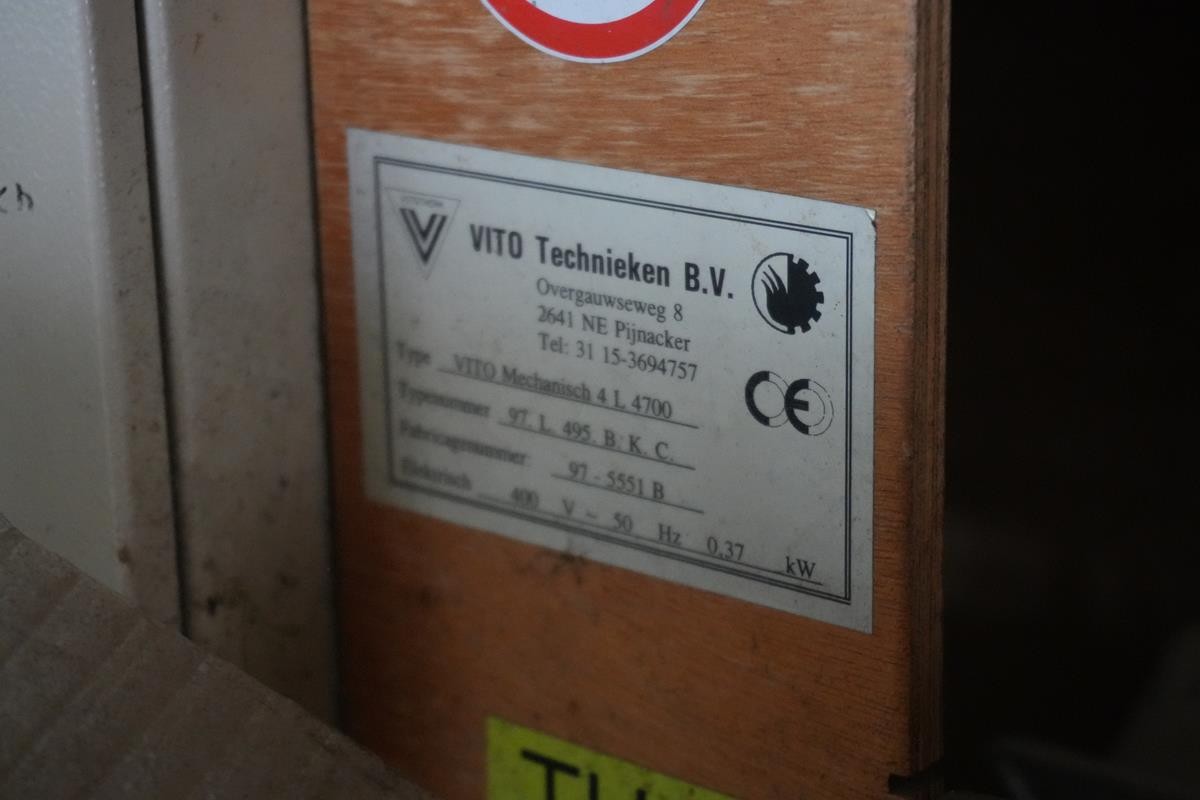 VITO Technieken B.V.
Overgauwseweg 8
2641 NE Pijnacker
Tel: 31 15-3694757
Type VITO Mechanisch 4 L 4700
Typenummer 97. L. 495. B. K. C.
Fabricagenummer 97 - 5551 B
Elektrisch 400 V ~ 50 Hz 0,37 kW
CE